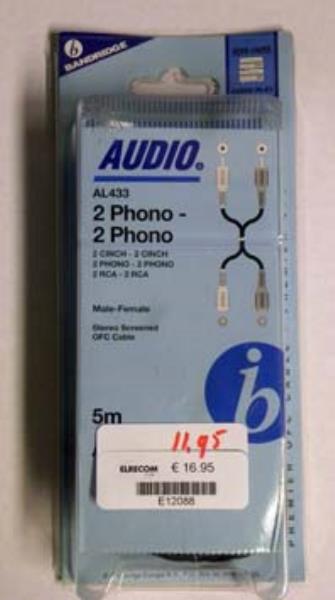 b
BANDRIDGE
AUDIO
AL433
2 Phono -
2 Phono
2 CINCH - 2 CINCH
2 PHONO - 2 PHONO
2 RCA - 2 RCA
Male-Female
Stereo Screened
OFC Cable
b
5m
11,95
ELRECOM € 16.95
E12088